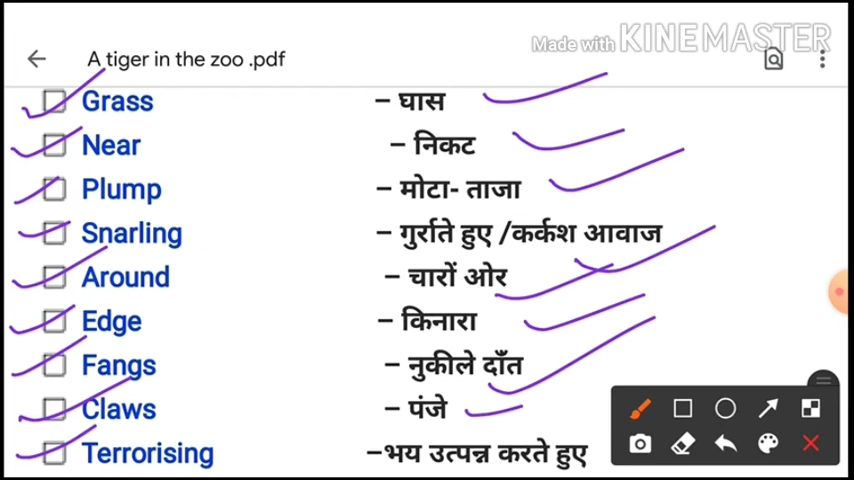 Made with KINEMASTER
A tiger in the zoo .pdf
Grass – घास
Near – निकट
Plump – मोटा- ताजा
Snarling – गुर्राते हुए /कर्कश आवाज
Around – चारों ओर
Edge – किनारा
Fangs – नुकीले दाँत
Claws – पंजे
Terrorising –भय उत्पन्न करते हुए